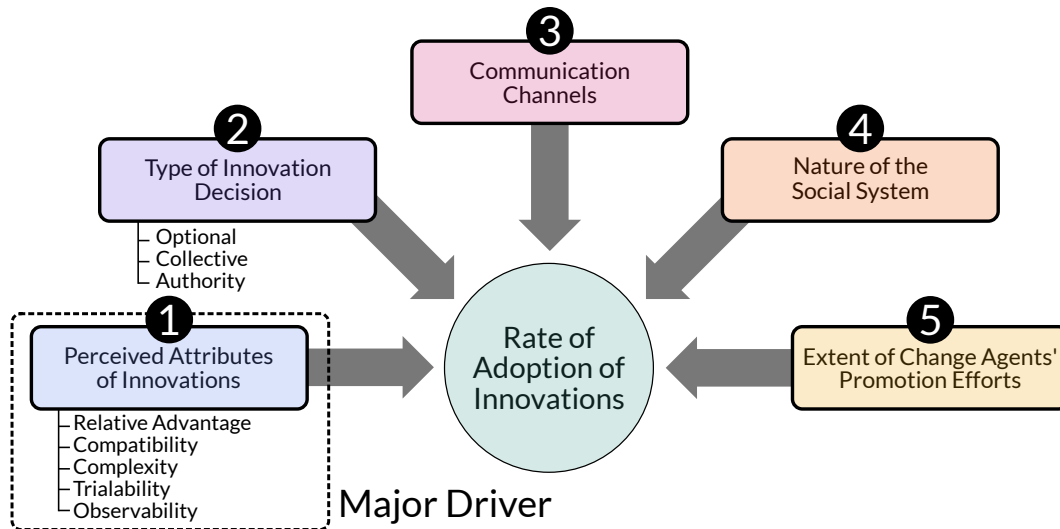 3
Communication
Channels
2
Type of Innovation
Decision
Optional
Collective
Authority
4
Nature of the
Social System
1
Perceived Attributes
of Innovations
Relative Advantage
Compatibility
Complexity
Trialability
Observability
Major Driver
Rate of
Adoption of
Innovations
5
Extent of Change Agents'
Promotion Efforts